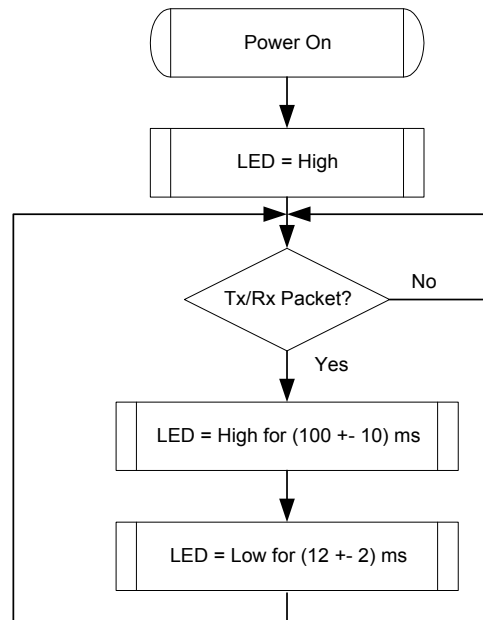 Power On
LED = High
Tx/Rx Packet?
No
Yes
LED = High for (100 +- 10) ms
LED = Low for (12 +- 2) ms